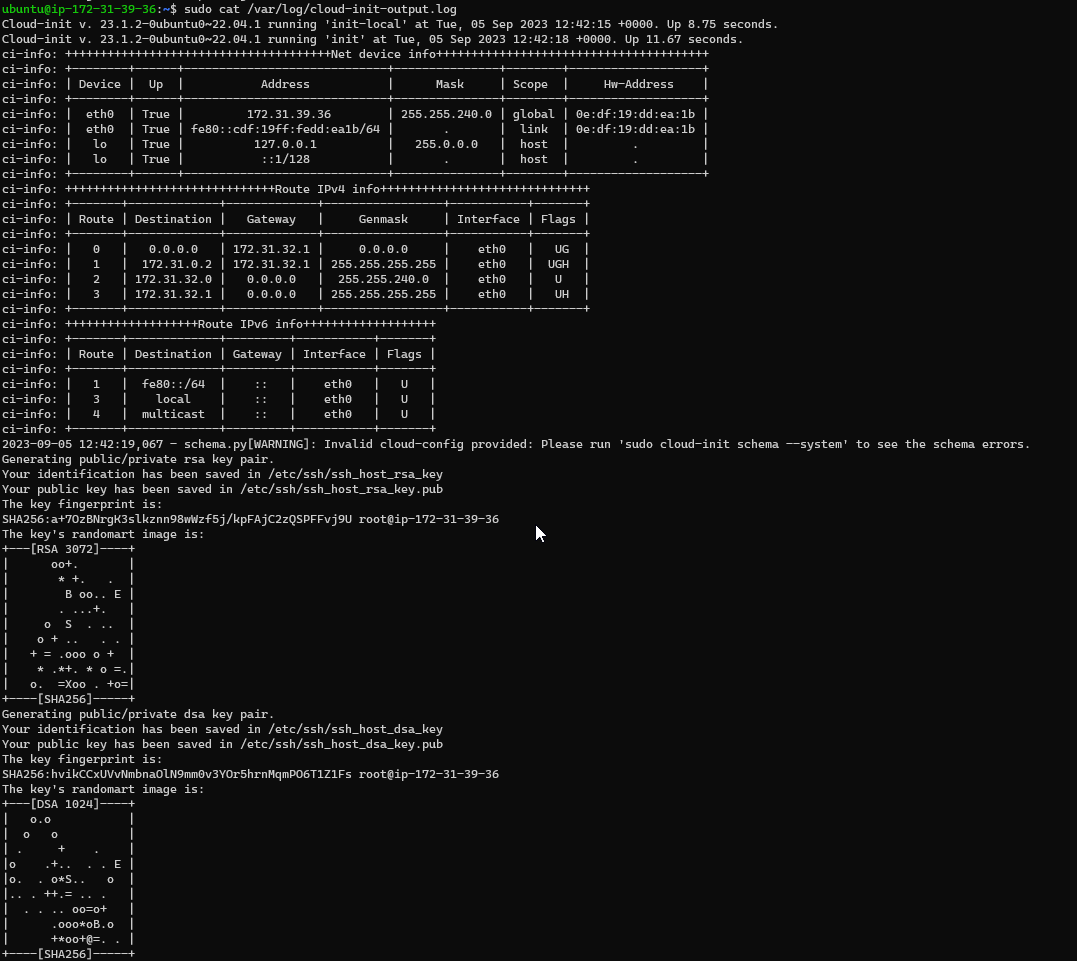 ubuntu@ip-172-31-39-36:~$ sudo cat /var/log/cloud-init-output.log
Cloud-init v. 23.1.2-0ubuntu0~22.04.1 running 'init-local' at Tue, 05 Sep 2023 12:42:15 +0000. Up 8.75 seconds.
Cloud-init v. 23.1.2-0ubuntu0~22.04.1 running 'init' at Tue, 05 Sep 2023 12:42:18 +0000. Up 11.67 seconds.
ci-info: ++++++++++++++++++++++++++++++++++++++Net device info+++++++++++++++++++++++++++++++++++++++
ci-info: +--------+------+-----------------------------+---------------+--------+-------------------+
ci-info: | Device |  Up  |           Address           |      Mask     | Scope  |     Hw-Address    |
ci-info: +--------+------+-----------------------------+---------------+--------+-------------------+
ci-info: |  eth0  | True |         172.31.39.36        | 255.255.240.0 | global | 0e:df:19:dd:ea:1b |
ci-info: |  eth0  | True | fe80::cdf:19ff:fedd:ea1b/64 |       .       |  link  | 0e:df:19:dd:ea:1b |
ci-info: |   lo   | True |          127.0.0.1          |   255.0.0.0   |  host  |         .         |
ci-info: |   lo   | True |           ::1/128           |       .       |  host  |         .         |
ci-info: +--------+------+-----------------------------+---------------+--------+-------------------+
ci-info: ++++++++++++++++++++++++++++++Route IPv4 info++++++++++++++++++++++++++++++
ci-info: +-------+-------------+-------------+-----------------+-----------+-------+
ci-info: | Route | Destination |   Gateway   |     Genmask     | Interface | Flags |
ci-info: +-------+-------------+-------------+-----------------+-----------+-------+
ci-info: |   0   |   0.0.0.0   | 172.31.32.1 |     0.0.0.0     |    eth0   |   UG  |
ci-info: |   1   |  172.31.0.2 | 172.31.32.1 | 255.255.255.255 |    eth0   |  UGH  |
ci-info: |   2   | 172.31.32.0 |   0.0.0.0   |  255.255.240.0  |    eth0   |   U   |
ci-info: |   3   | 172.31.32.1 |   0.0.0.0   | 255.255.255.255 |    eth0   |   UH  |
ci-info: +-------+-------------+-------------+-----------------+-----------+-------+
ci-info: +++++++++++++++++++Route IPv6 info+++++++++++++++++++
ci-info: +-------+-------------+---------+-----------+-------+
ci-info: | Route | Destination | Gateway | Interface | Flags |
ci-info: +-------+-------------+---------+-----------+-------+
ci-info: |   1   |  fe80::/64  |    ::   |    eth0   |   U   |
ci-info: |   3   |    local    |    ::   |    eth0   |   U   |
ci-info: |   4   |  multicast  |    ::   |    eth0   |   U   |
ci-info: +-------+-------------+---------+-----------+-------+
2023-09-05 12:42:19,067 - schema.py[WARNING]: Invalid cloud-config provided: Please run 'sudo cloud-init schema --system' to see the schema errors.
Generating public/private rsa key pair.
Your identification has been saved in /etc/ssh/ssh_host_rsa_key
Your public key has been saved in /etc/ssh/ssh_host_rsa_key.pub
The key fingerprint is:
SHA256:a+7OzBNrgK3slkznn98wWzf5j/kpFAjC2zQSPFFvj9U root@ip-172-31-39-36
The key's randomart image is:
+---[RSA 3072]----+
|      oo+.       |
|       * +.   .  |
|        B oo.. E |
|       . ...+.   |
|     o  S  . ..  |
|    o + ..   . . |
|   + = .ooo o +  |
|    * .*+. * o =.|
|   o.  =Xoo . +o=|
+----[SHA256]-----+
Generating public/private dsa key pair.
Your identification has been saved in /etc/ssh/ssh_host_dsa_key
Your public key has been saved in /etc/ssh/ssh_host_dsa_key.pub
The key fingerprint is:
SHA256:hvikCCxUVvNmbnaOlN9mm0v3YOr5hrnMqmPO6T1Z1Fs root@ip-172-31-39-36
The key's randomart image is:
+---[DSA 1024]----+
|   o.o           |
|  o   o          |
| .     +    .    |
|o    .+..  . . E |
|o.  . o*S..   o  |
|.. . ++.= .. .   |
|  . . .. oo=o+   |
|      .ooo*oB.o  |
|      +*oo+@=. . |
+----[SHA256]-----+